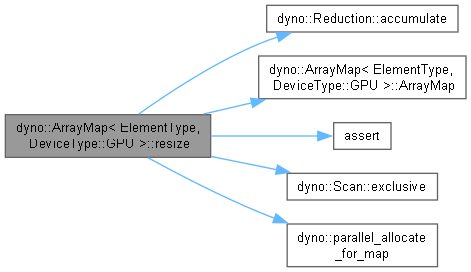 dyno::Reduction::accumulate
dyno::ArrayMap< ElementType,
DeviceType::GPU >::ArrayMap
dyno::ArrayMap< ElementType,
DeviceType::GPU >::resize
assert
dyno::Scan::exclusive
dyno::parallel_allocate
_for_map